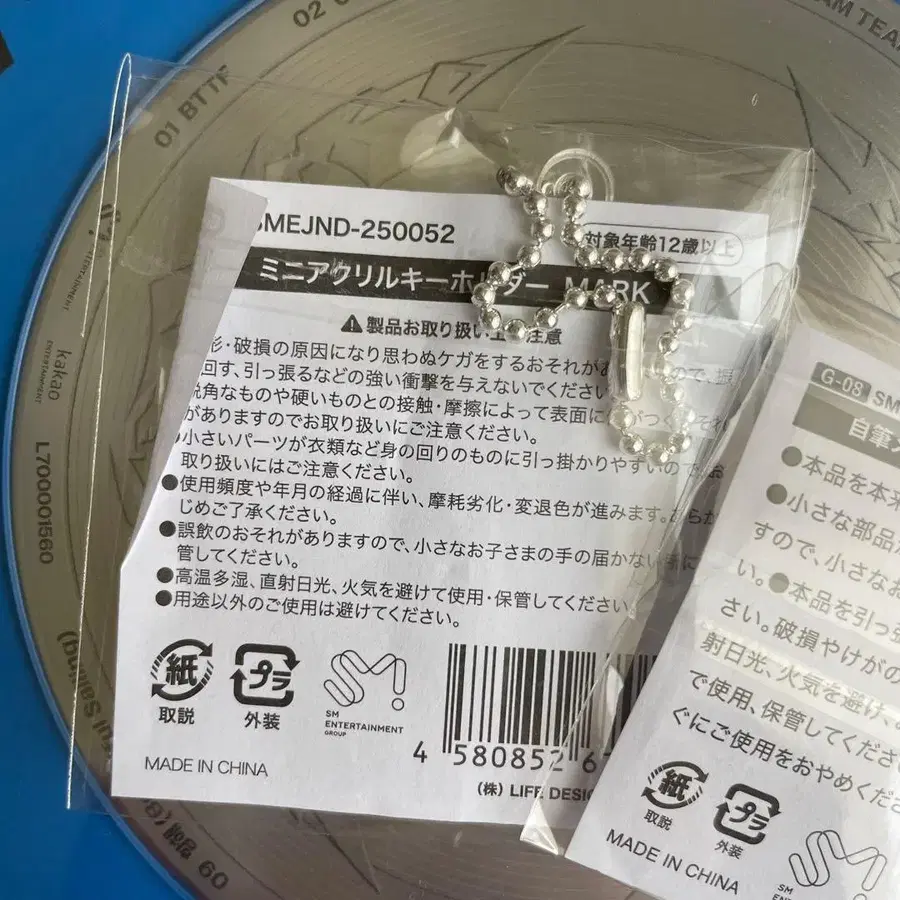 02
01 BTTF
kakao
ENTERTAINMENT
L700001560
SMEJND-250052
対象年齢12歳以上
ミニアクリルキーホルダー MARK
製品お取り扱い上の注意
形・破損の原因になり思わぬケガをするおそれが
回す、引っ張るなどの強い衝撃を与えないでください
鋭角なものや硬いものとの接触・摩擦によって表面に
がありますのでお取り扱いにご注意ください。
小さいパーツが衣類など身の回りのものに引っ掛かりやすいので、お
取り扱いにはご注意ください。
●使用頻度や年月の経過に伴い、摩耗劣化・変退色が進みます。あらか
じめご了承ください。
●誤飲のおそれがありますので、小さなお子さまの手の届かない
管してください。
●高温多湿、直射日光、火気を避けて使用・保管してください。
●用途以外のご使用は避けてください。
紙
取説
プラ
外装
SM
ENTERTAINMENT
GROUP
4 580852 6
MADE IN CHINA
(株) LIFE DESIG
G-08 SM
自筆
●本品を本来
●小さな部品
すので、小さなお
い。●本品を引っ張
さい。破損やけがの
射日光、火気を避け、
で使用、保管してください
ぐにご使用をおやめくださ
紙
取説
プラ
外装
MADE IN CHINA
SM
ENTERTAINME
09